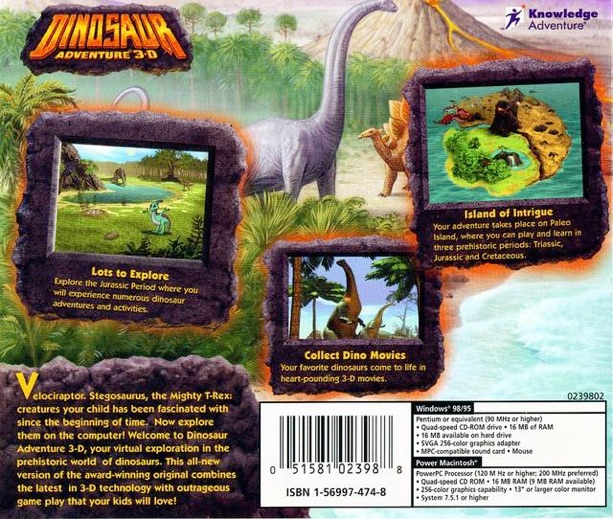 DINOSAUR
ADVENTURE 3-D
Knowledge
Adventure®
Island of Intrigue
Your adventure takes place on Paleo
Island, where you can play and learn in
three prehistoric periods: Triassic,
Jurassic and Cretaceous.
Lots to Explore
Explore the Jurassic Period where you
will experience numerous dinosaur
adventures and activities.
Collect Dino Movies
Your favorite dinosaurs come to life in
heart-pounding 3-D movies.
Velociraptor. Stegosaurus, the Mighty T-Rex:
creatures your child has been fascinated with
since the beginning of time. Now explore
them on the computer! Welcome to Dinosaur
Adventure 3-D, your virtual exploration in the
prehistoric world of dinosaurs. This all-new
version of the award-winning original combines
the latest in 3-D technology with outrageous
game play that your kids will love!
0239802
0 51581 02398 8
ISBN 1-56997-474-8
Windows® 98/95
Pentium or equivalent (90 MHz or higher)
• Quad-speed CD-ROM drive • 16 MB of RAM
• 16 MB available on hard drive
• SVGA 256-color graphics adapter
• MPC-compatible sound card • Mouse
Power Macintosh®
PowerPC Processor (120 M Hz or higher; 200 MHz preferred)
• Quad-speed CD ROM • 16 MB RAM (9 MB RAM available)
• 256-color graphics capability • 13" or larger color monitor
• System 7.5.1 or higher